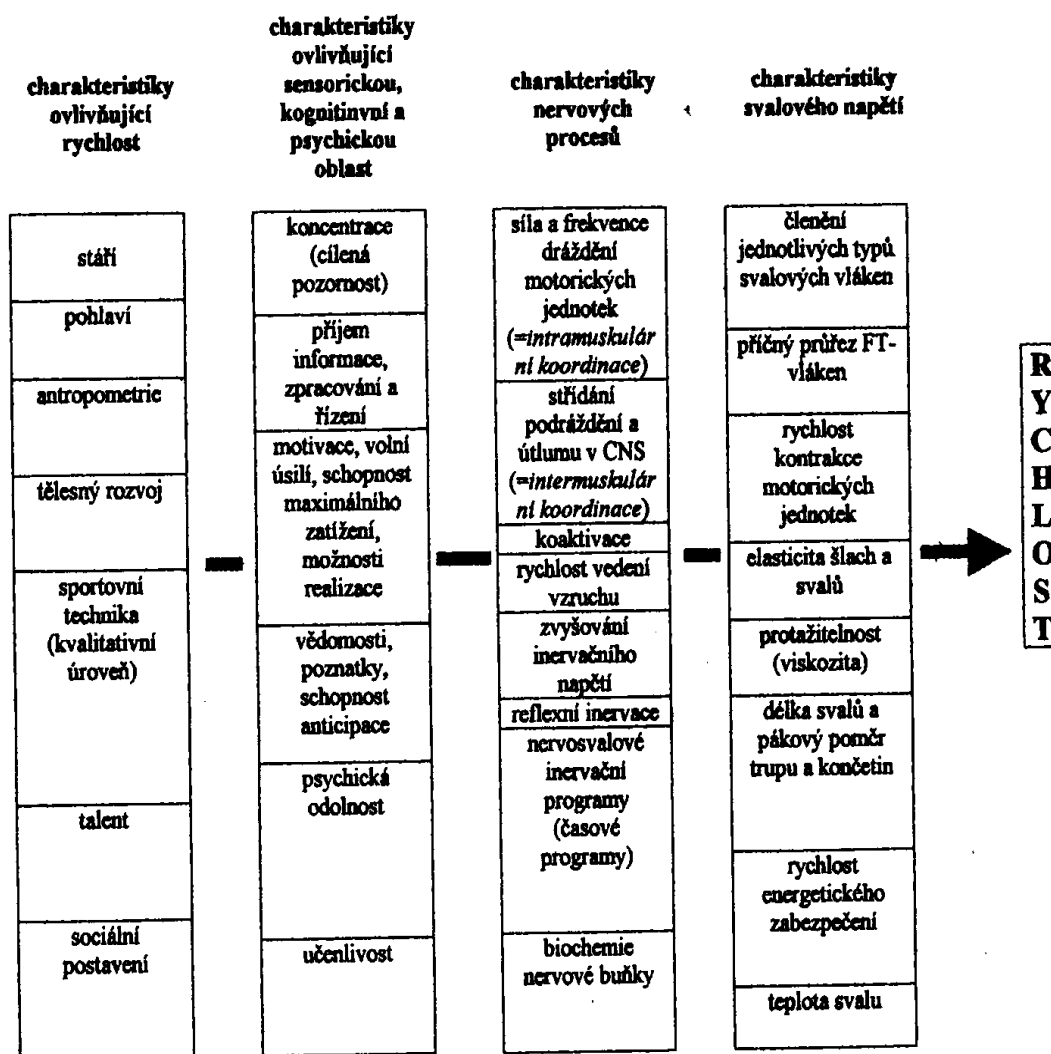 charakteristiky
ovlivňující
rychlost
charakteristiky
ovlivňující
sensorickou,
kognitinvní a
psychickou
oblast
charakteristiky
nervových
procesů
charakteristiky
svalového napětí
stáří
pohlaví
antropometrie
tělesný rozvoj
sportovní
technika
(kvalitativní
úroveň)
talent
sociální
postavení
koncentrace
(cílená
pozornost)
příjem
informace,
zpracování a
řízení
motivace, volní
úsilí, schopnost
maximálního
zatížení,
možnosti
realizace
vědomosti,
poznatky,
schopnost
anticipace
psychická
odolnost
učenlivost
síla a frekvence
dráždění
motorických
jednotek
(=intramuskulár
ní koordinace)
střídání
podráždění a
útlumu v CNS
(=intermuskulár
ní koordinace)
koaktivace
rychlost vedení
vzruchu
zvyšování
inervačního
napčtí
reflexní inervace
nervosvalové
inervační
programy
(časové
programy)
biochemie
nervové buňky
členění
jednotlivých typů
svalových vláken
příčný průřez FT-
vláken
rychlost
kontrakce
motorických
jednotek
elasticita šlach a
svalů
protažitelnost
(viskozita)
délka svalů a
pákový poměr
trupu a končetin
rychlost
energetického
zabezpečení
teplota svalu
R
Y
C
H
L
O
S
T